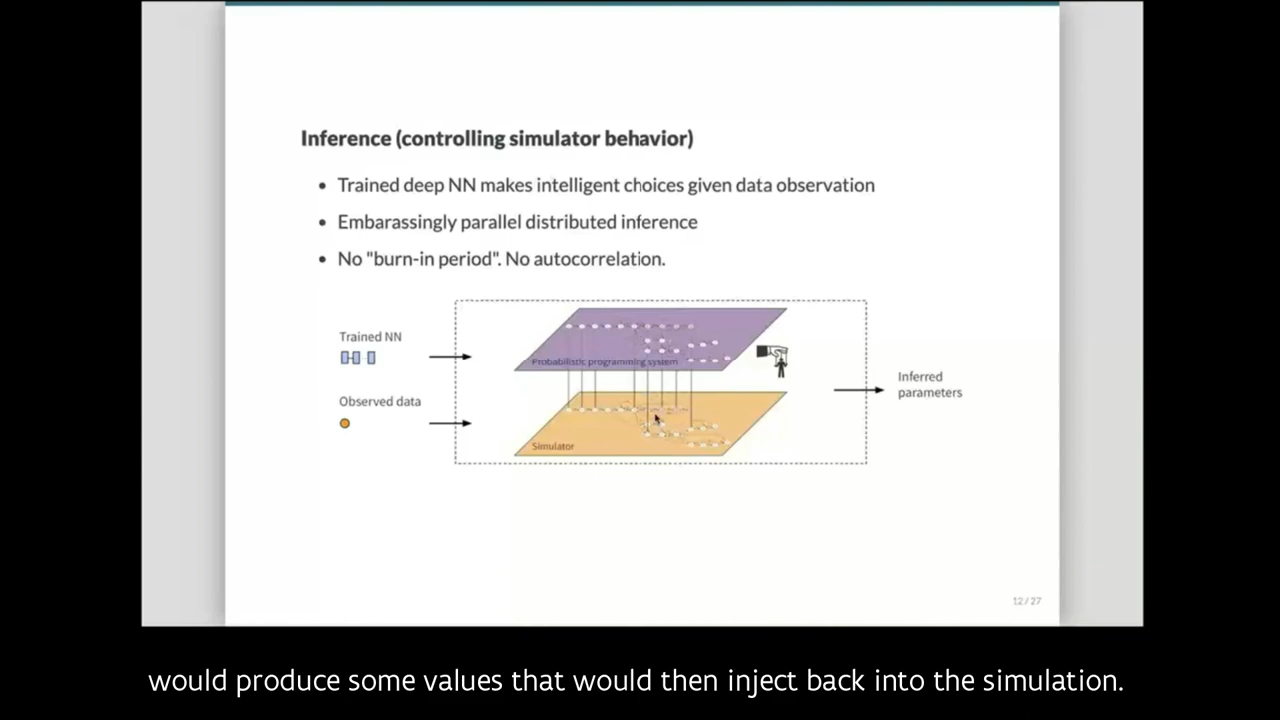 Inference (controlling simulator behavior)
• Trained deep NN makes intelligent choices given data observation
• Embarassingly parallel distributed inference
• No "burn-in period". No autocorrelation.
Trained NN
Probabilistic programming system
Observed data
Inferred
parameters
Simulator
12 / 27
would produce some values that would then inject back into the simulation.